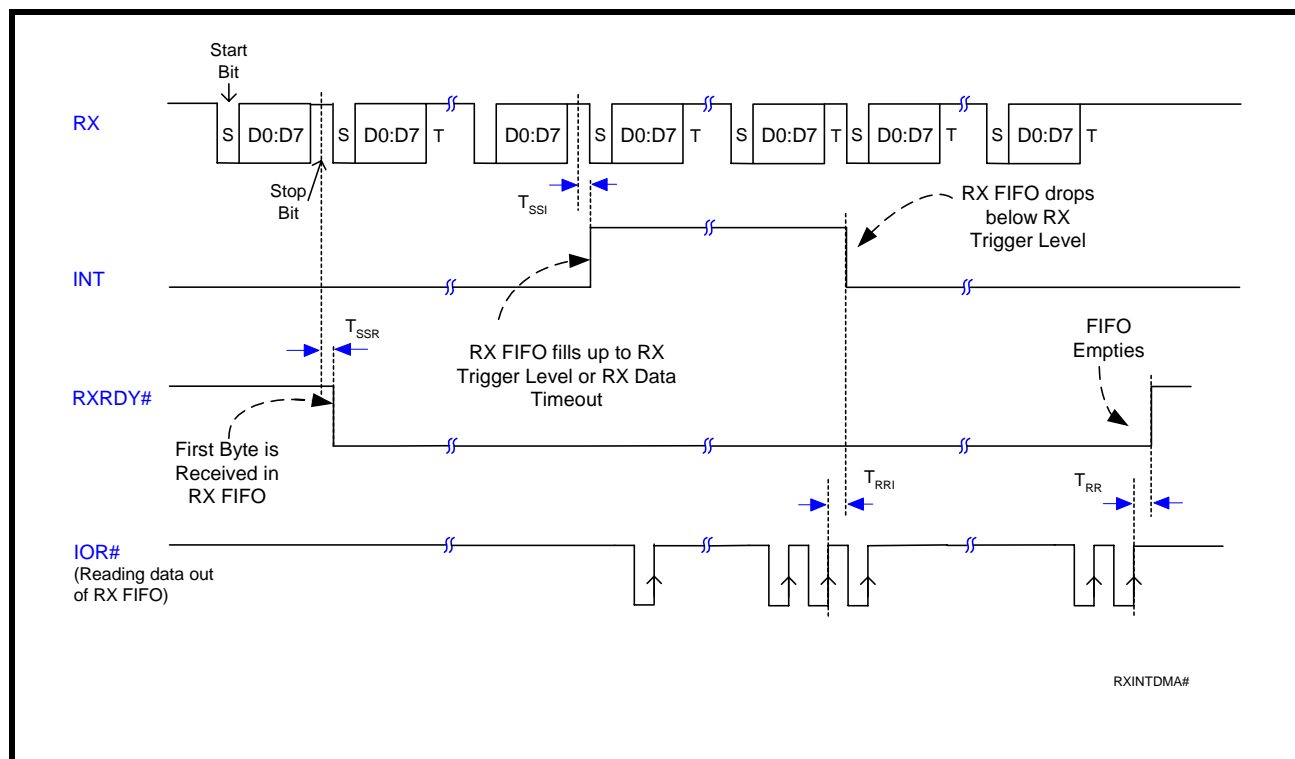 Start
Bit
RX
S D0:D7 S D0:D7 T D0:D7 S D0:D7 T S D0:D7 T S D0:D7 T S D0:D7 T
Stop
Bit
TSSI
RX FIFO drops
below RX
Trigger Level
INT
TSSR
RX FIFO fills up to RX
Trigger Level or RX Data
Timeout
FIFO
Empties
RXRDY#
First Byte is
Received in
RX FIFO
TRRI
TRR
IOR#
(Reading data out
of RX FIFO)
RXINTDMA#